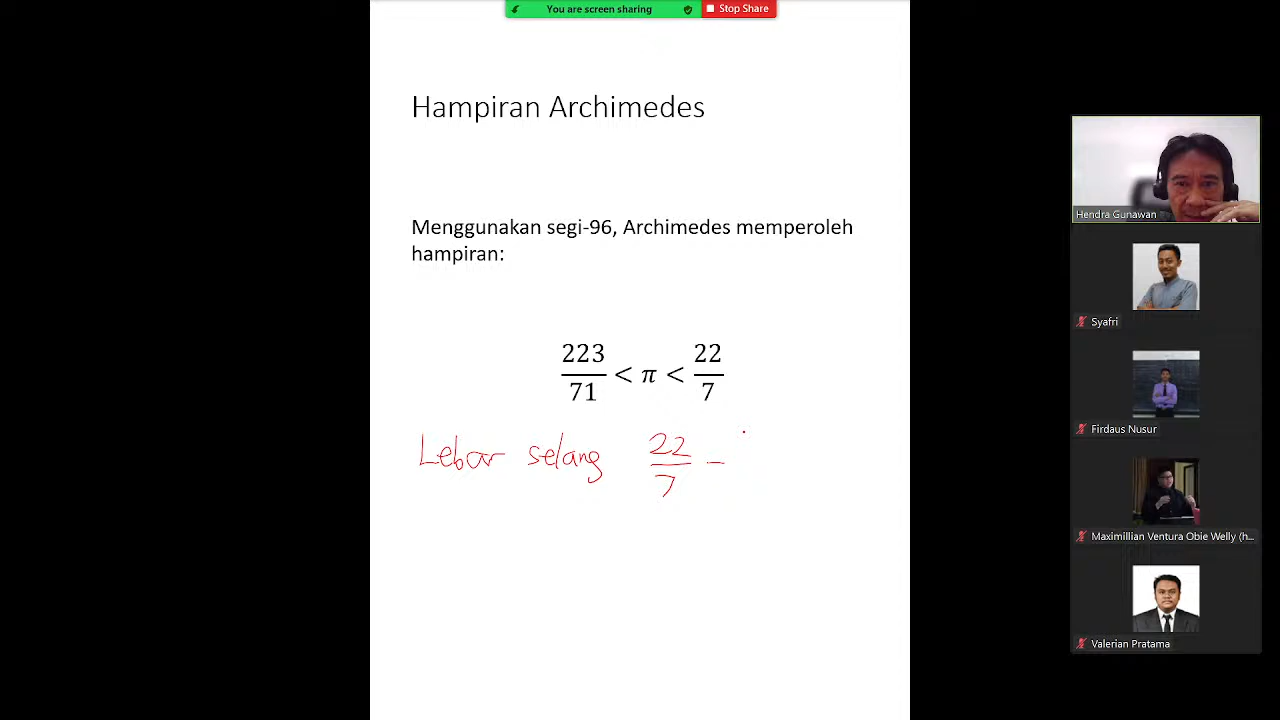 You are screen sharing
Stop Share
Hampiran Archimedes
Menggunakan segi-96, Archimedes memperoleh
hampiran:
223/71 < π < 22/7
Lebar selang 22/7 −
Hendra Gunawan
Syafri
Firdaus Nusur
Maximillian Ventura Obie Welly (h...
Valerian Pratama